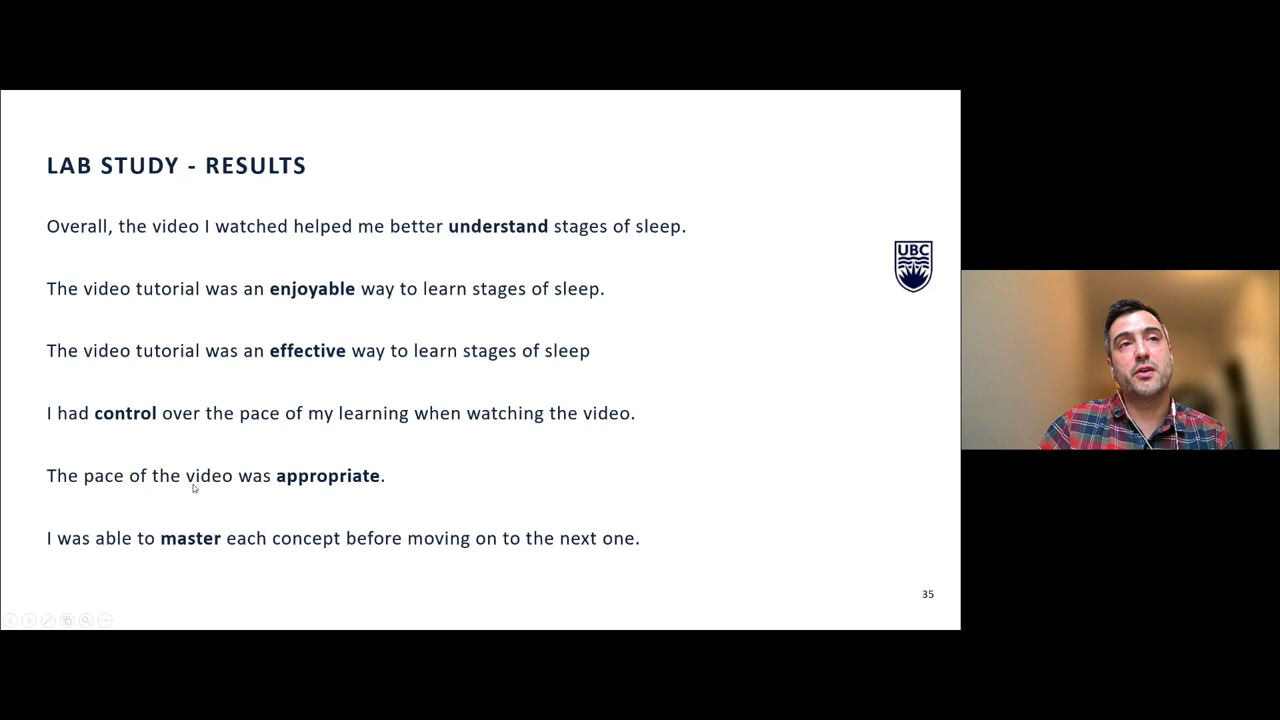 LAB STUDY - RESULTS
Overall, the video I watched helped me better understand stages of sleep.
UBC
The video tutorial was an enjoyable way to learn stages of sleep.
The video tutorial was an effective way to learn stages of sleep
I had control over the pace of my learning when watching the video.
The pace of the video was appropriate.
I was able to master each concept before moving on to the next one.
35